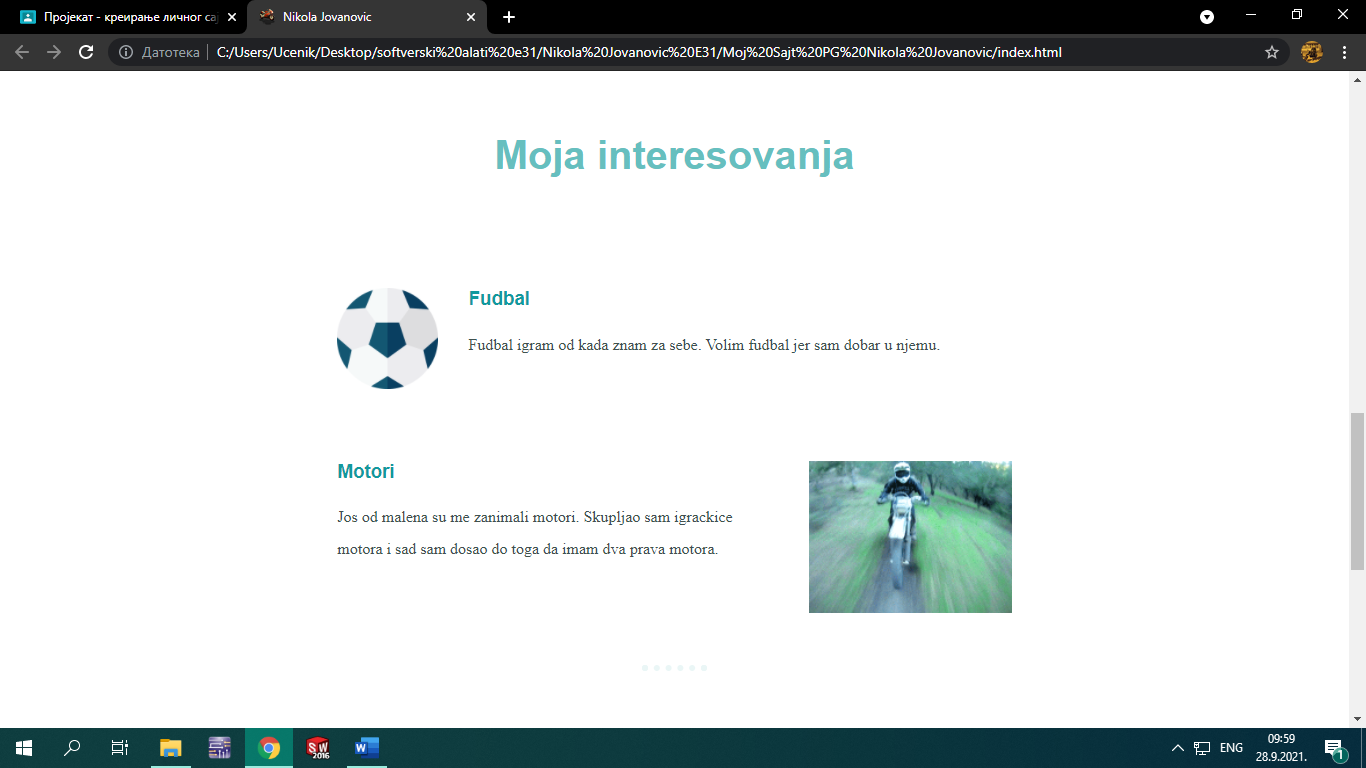 Пројекат - креирање личног са
Nikola Jovanovic
Датотека
C:/Users/Ucenik/Desktop/softverski%20alati%20e31/Nikola%20Jovanovic%20E31/Moj%20Sajt%20PG%20Nikola%20Jovanovic/index.html
Moja interesovanja
Fudbal
Fudbal igram od kada znam za sebe. Volim fudbal jer sam dobar u njemu.
Motori
Jos od malena su me zanimali motori. Skupljao sam igrackice
motora i sad sam dosao do toga da imam dva prava motora.
SW
2016
W
ENG
09:59
28.9.2021.
1